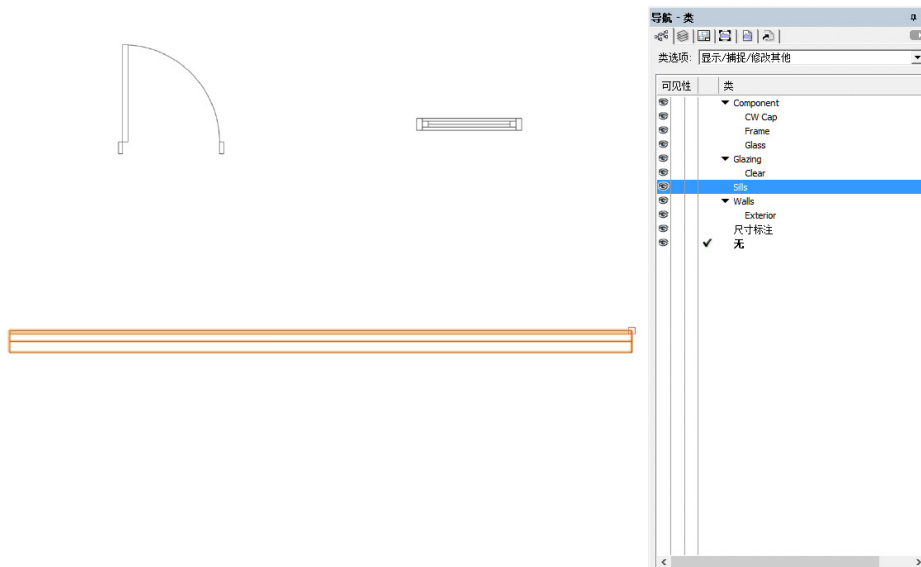 导航 - 类
类选项: 显示/捕捉/修改其他
可见性 类
Component
CW Cap
Frame
Glass
Glazing
Clear
Sills
Walls
Exterior
尺寸标注
无